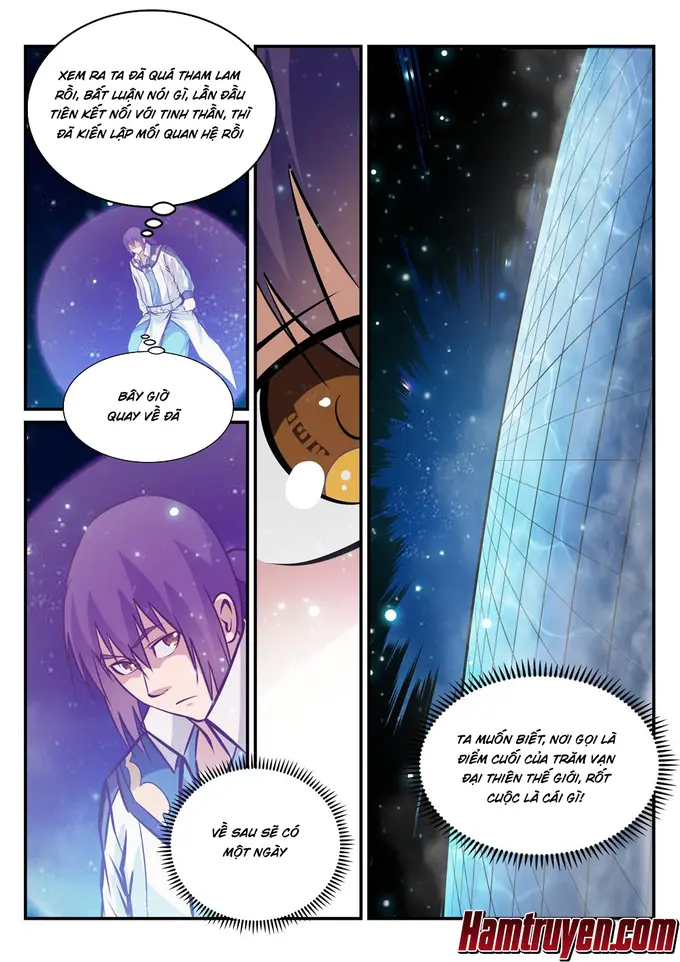 XEM RA TA ĐÃ QUÁ THAM LAM
RỒI, BẤT LUẬN NÓI GÌ, LẦN ĐẦU
TIÊN KẾT NỐI VỚI TINH THẦN, THÌ
ĐÃ KIẾN LẬP MỐI QUAN HỆ RỒI
BÂY GIỜ
QUAY VỀ ĐÃ
VỀ SAU SẼ CÓ
MỘT NGÀY
TA MUỐN BIẾT, NƠI GỌI LÀ
ĐIỂM CUỐI CỦA TRĂM VẠN
ĐẠI THIÊN THẾ GIỚI, RỐT
CUỘC LÀ CÁI GÌ!
Hamtruyen.com